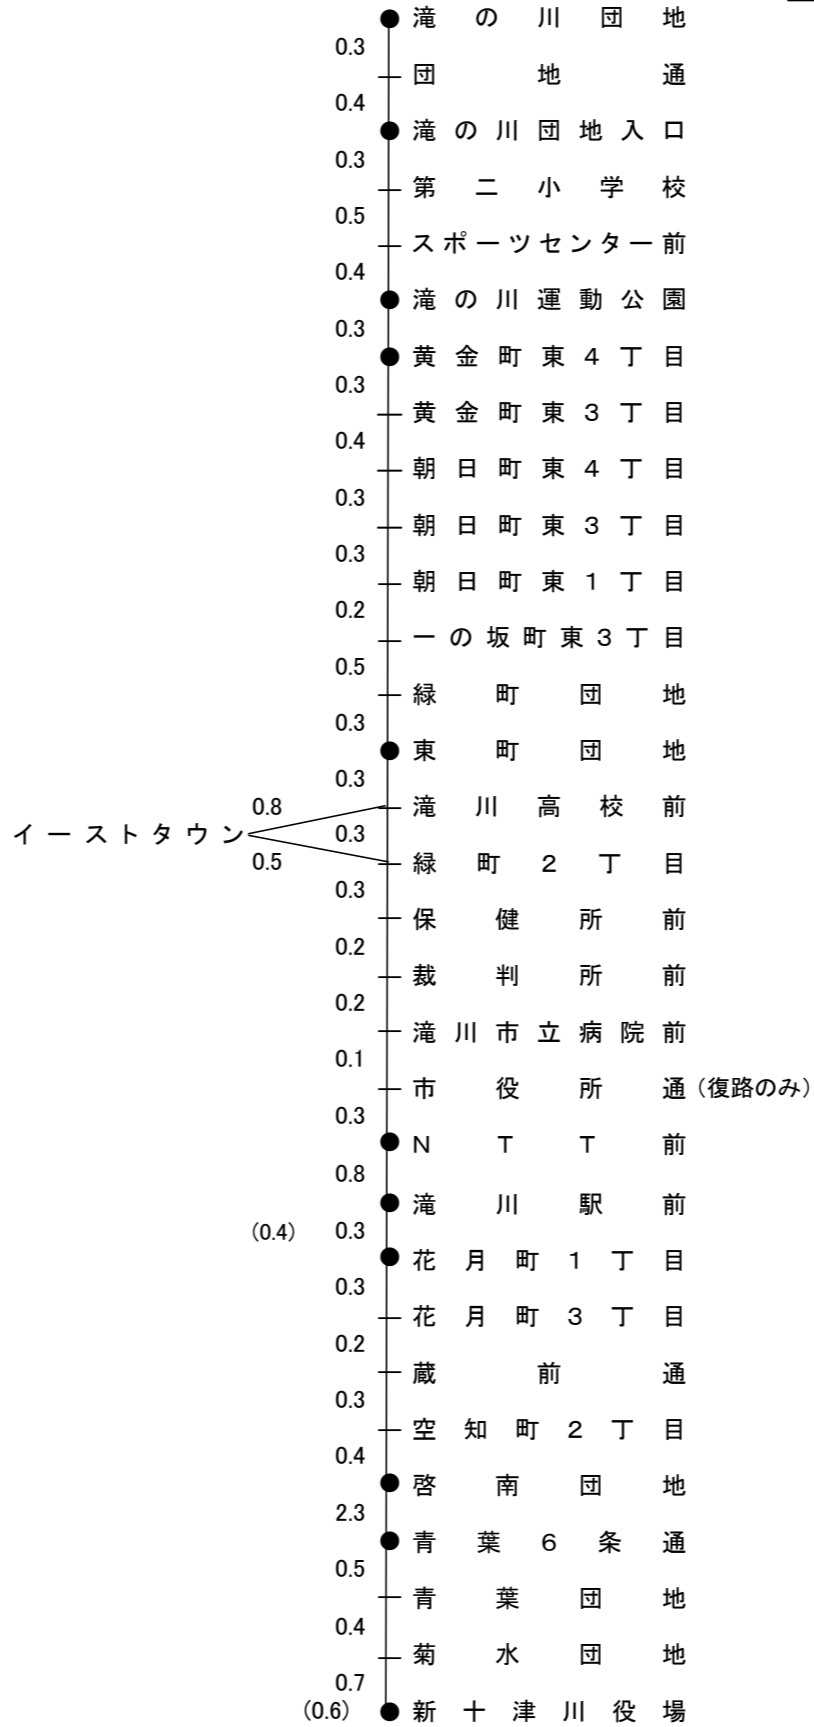 滝の川団地
0.3
団地通
0.4
滝の川団地入口
0.3
第二小学校
0.5
スポーツセンター前
0.4
滝の川運動公園
0.3
黄金町東4丁目
0.3
黄金町東3丁目
0.4
朝日町東4丁目
0.3
朝日町東3丁目
0.3
朝日町東1丁目
0.2
一の坂町東3丁目
0.5
緑町団地
0.3
東町団地
0.3
0.8 滝川高校前
イーストタウン 0.3
0.5 緑町2丁目
0.3
保健所前
0.2
裁判所前
0.2
滝川市立病院前
0.1
市役所通(復路のみ)
0.3
NTT前
0.8
滝川駅前
(0.4) 0.3
花月町1丁目
0.3
花月町3丁目
0.2
蔵前通
0.3
空知町2丁目
0.4
啓南団地
2.3
青葉6条通
0.5
青葉団地
0.4
菊水団地
0.7
(0.6) 新十津川役場